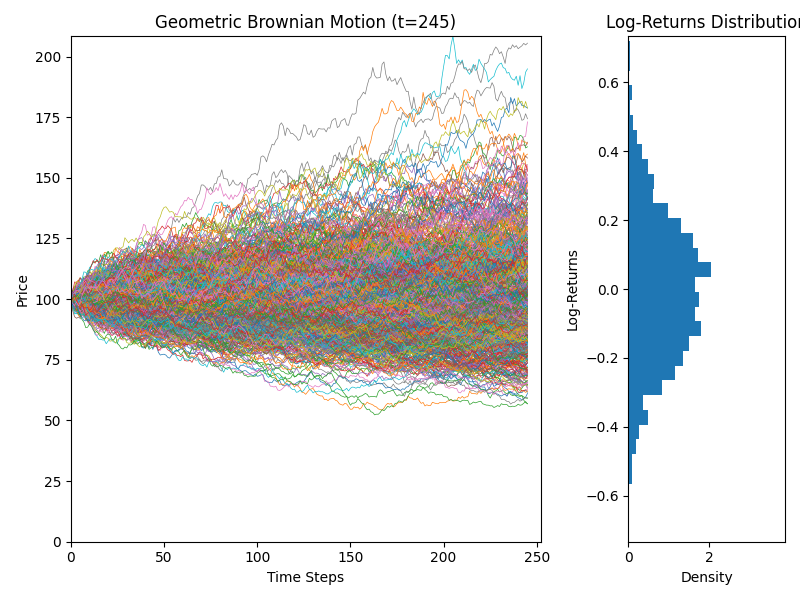 Geometric Brownian Motion (t=245)
Price
200
175
150
125
100
75
50
25
0
0 50 100 150 200 250
Time Steps
Log-Returns Distribution
Log-Returns
0.6
0.4
0.2
0.0
−0.2
−0.4
−0.6
0 2
Density